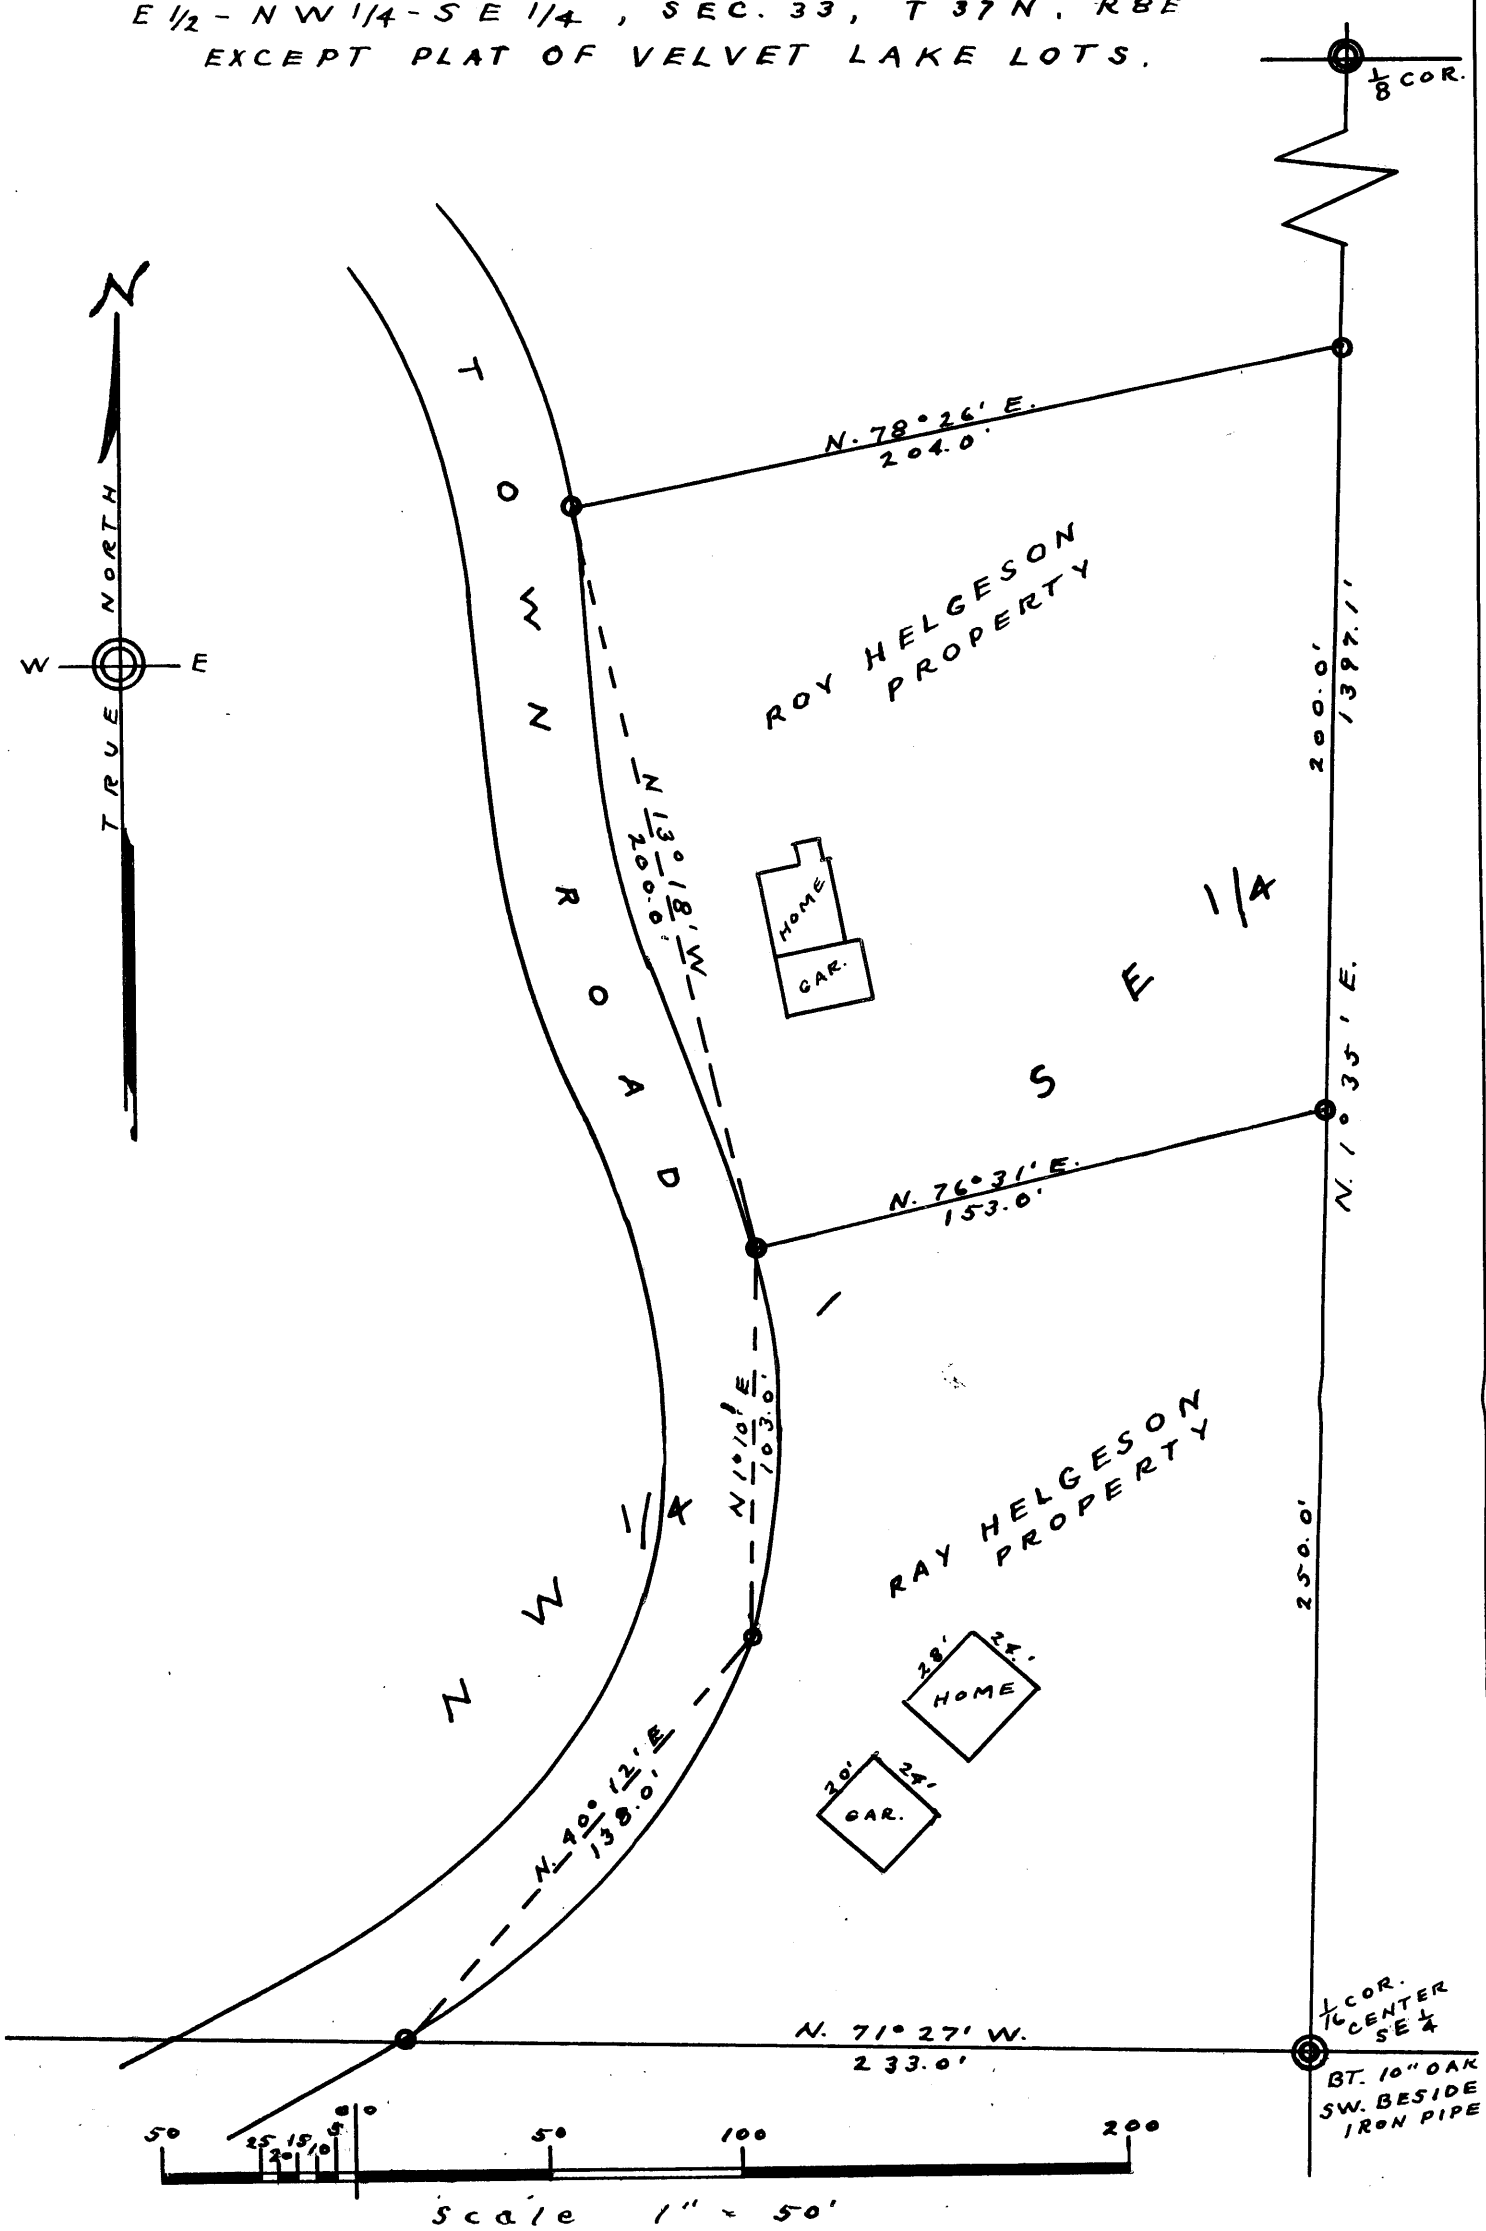 E 1/2 - N W 1/4 - S E 1/4 , SEC. 33, T 37 N. R8E
EXCEPT PLAT OF VELVET LAKE LOTS.
1/8 COR.
N
TRUE NORTH
W
E
TOWN ROAD
N. 78° 26' E.
204.0'
ROY HELGESON
PROPERTY
200.0'
N. 1° 35' E. 1397.1'
N 13° 18' W
200.0'
HOME
GAR.
N W 1/4 - S E 1/4
N. 76° 31' E.
153.0'
N 1° 10' E
103.0'
RAY HELGESON
PROPERTY
250.0'
28'
24'
HOME
20'
24'
GAR.
N. 40° 12' E
138.0'
N. 71° 27' W.
233.0'
1/16 COR.
CENTER
SE 1/4
BT. 10" OAK
SW. BESIDE
IRON PIPE
50 25 20 15 10 5 0 0 50 100 200
scale 1" = 50'